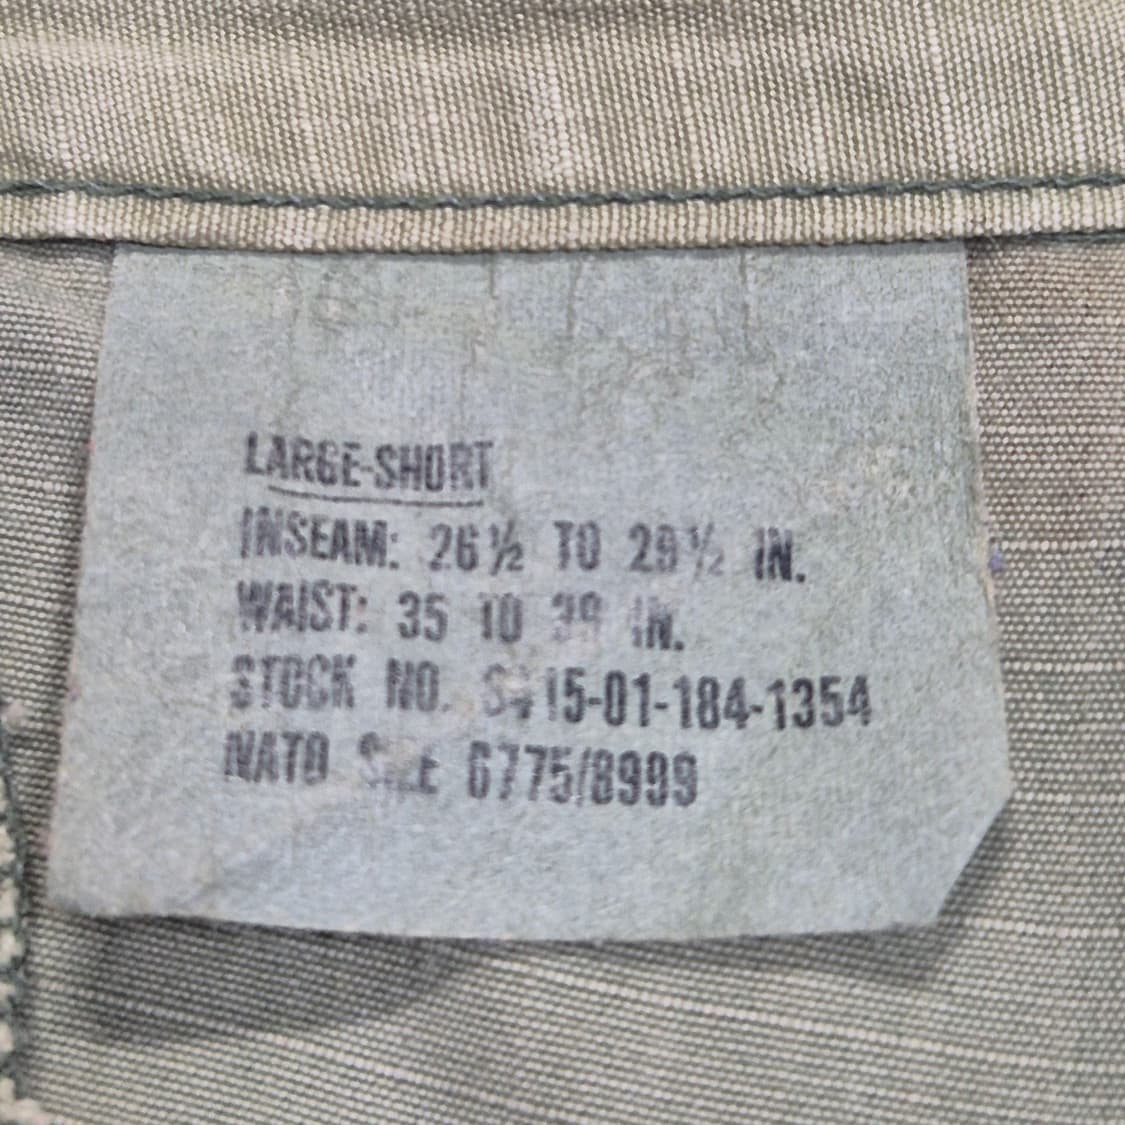 LARGE-SHORT
INSEAM: 26½ TO 29½ IN.
WAIST: 35 TO 39 IN.
STOCK NO. 8415-01-184-1354
NATO SIZE 6775/8999